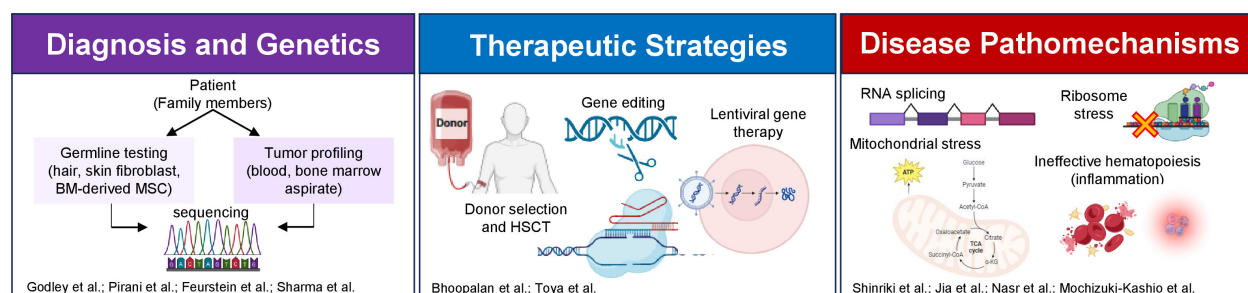 Diagnosis and Genetics
Patient
(Family members)
Germline testing
(hair, skin fibroblast,
BM-derived MSC)
Tumor profiling
(blood, bone marrow
aspirate)
sequencing
G A C T A G T C T G
Godley et al.; Pirani et al.; Feurstein et al.; Sharma et al.
Therapeutic Strategies
Donor
Gene editing
Lentiviral gene
therapy
Donor selection
and HSCT
Bhoopalan et al.; Toya et al.
Disease Pathomechanisms
RNA splicing
Ribosome
stress
Mitochondrial stress
ATP
Glucose
Pyruvate
Acetyl-CoA
Oxaloacetate
Citrate
TCA
cycle
Succinyl-CoA
α-KG
Ineffective hematopoiesis
(inflammation)
Shinriki et al.; Jia et al.; Nasr et al.; Mochizuki-Kashio et al.